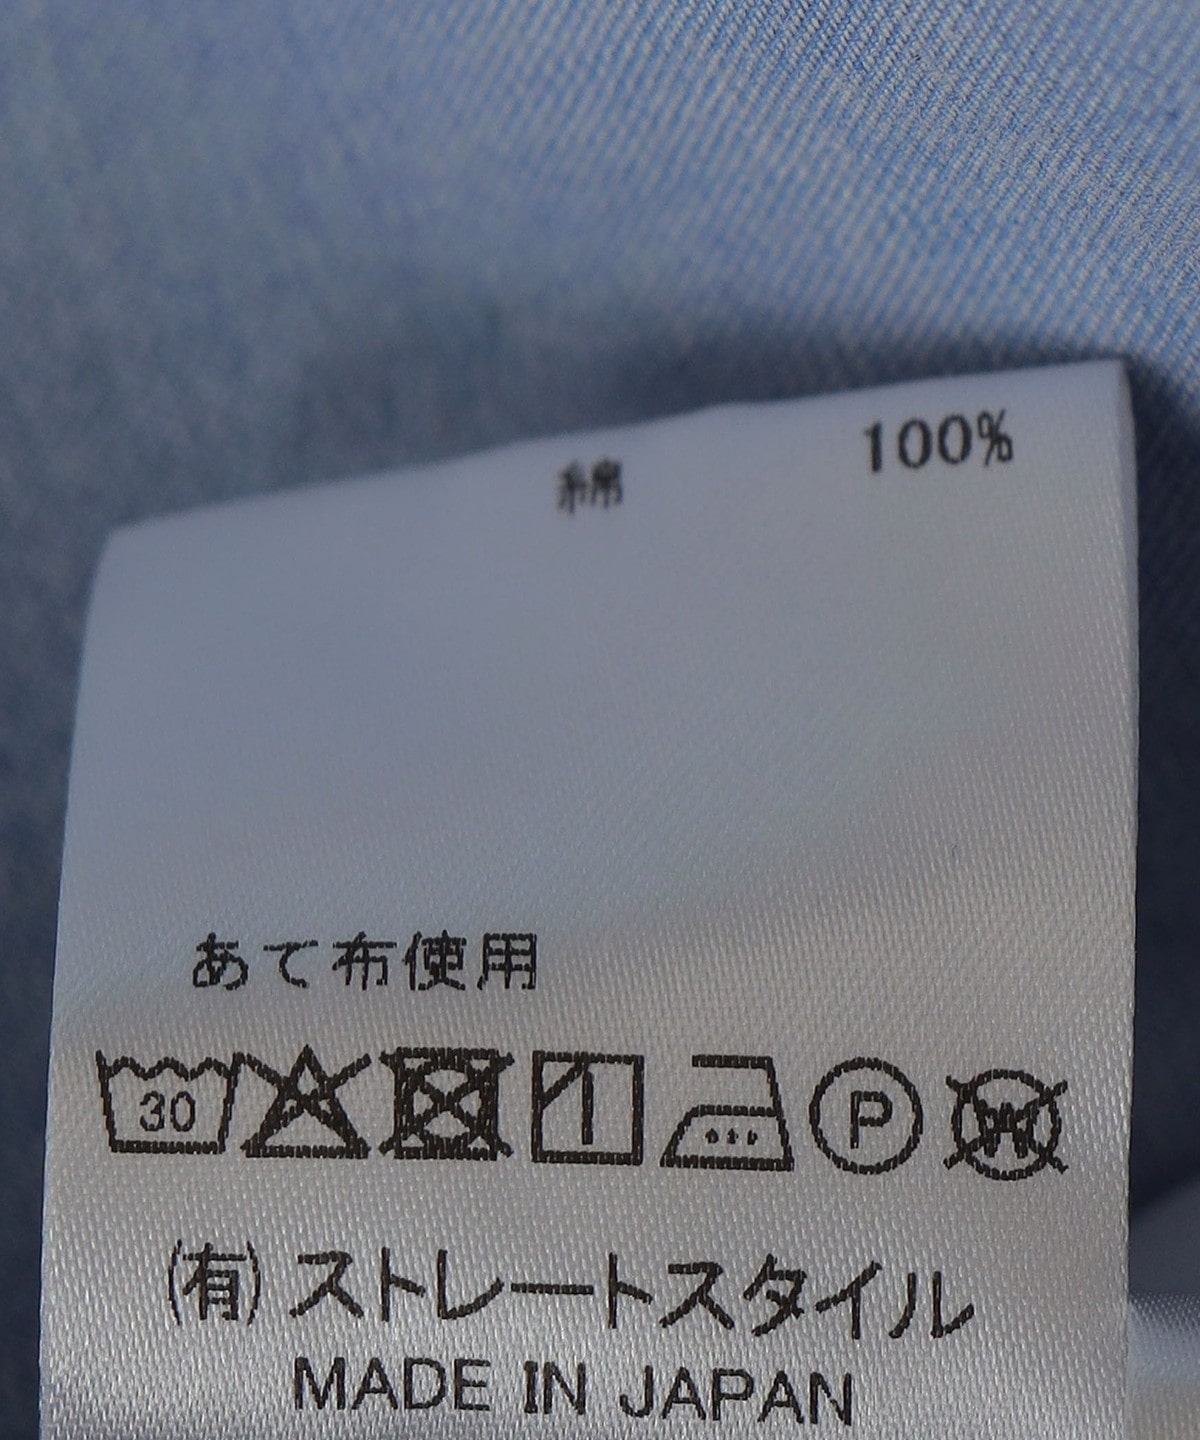 綿 100%
あて布使用
30 P W
(有)ストレートスタイル
MADE IN JAPAN